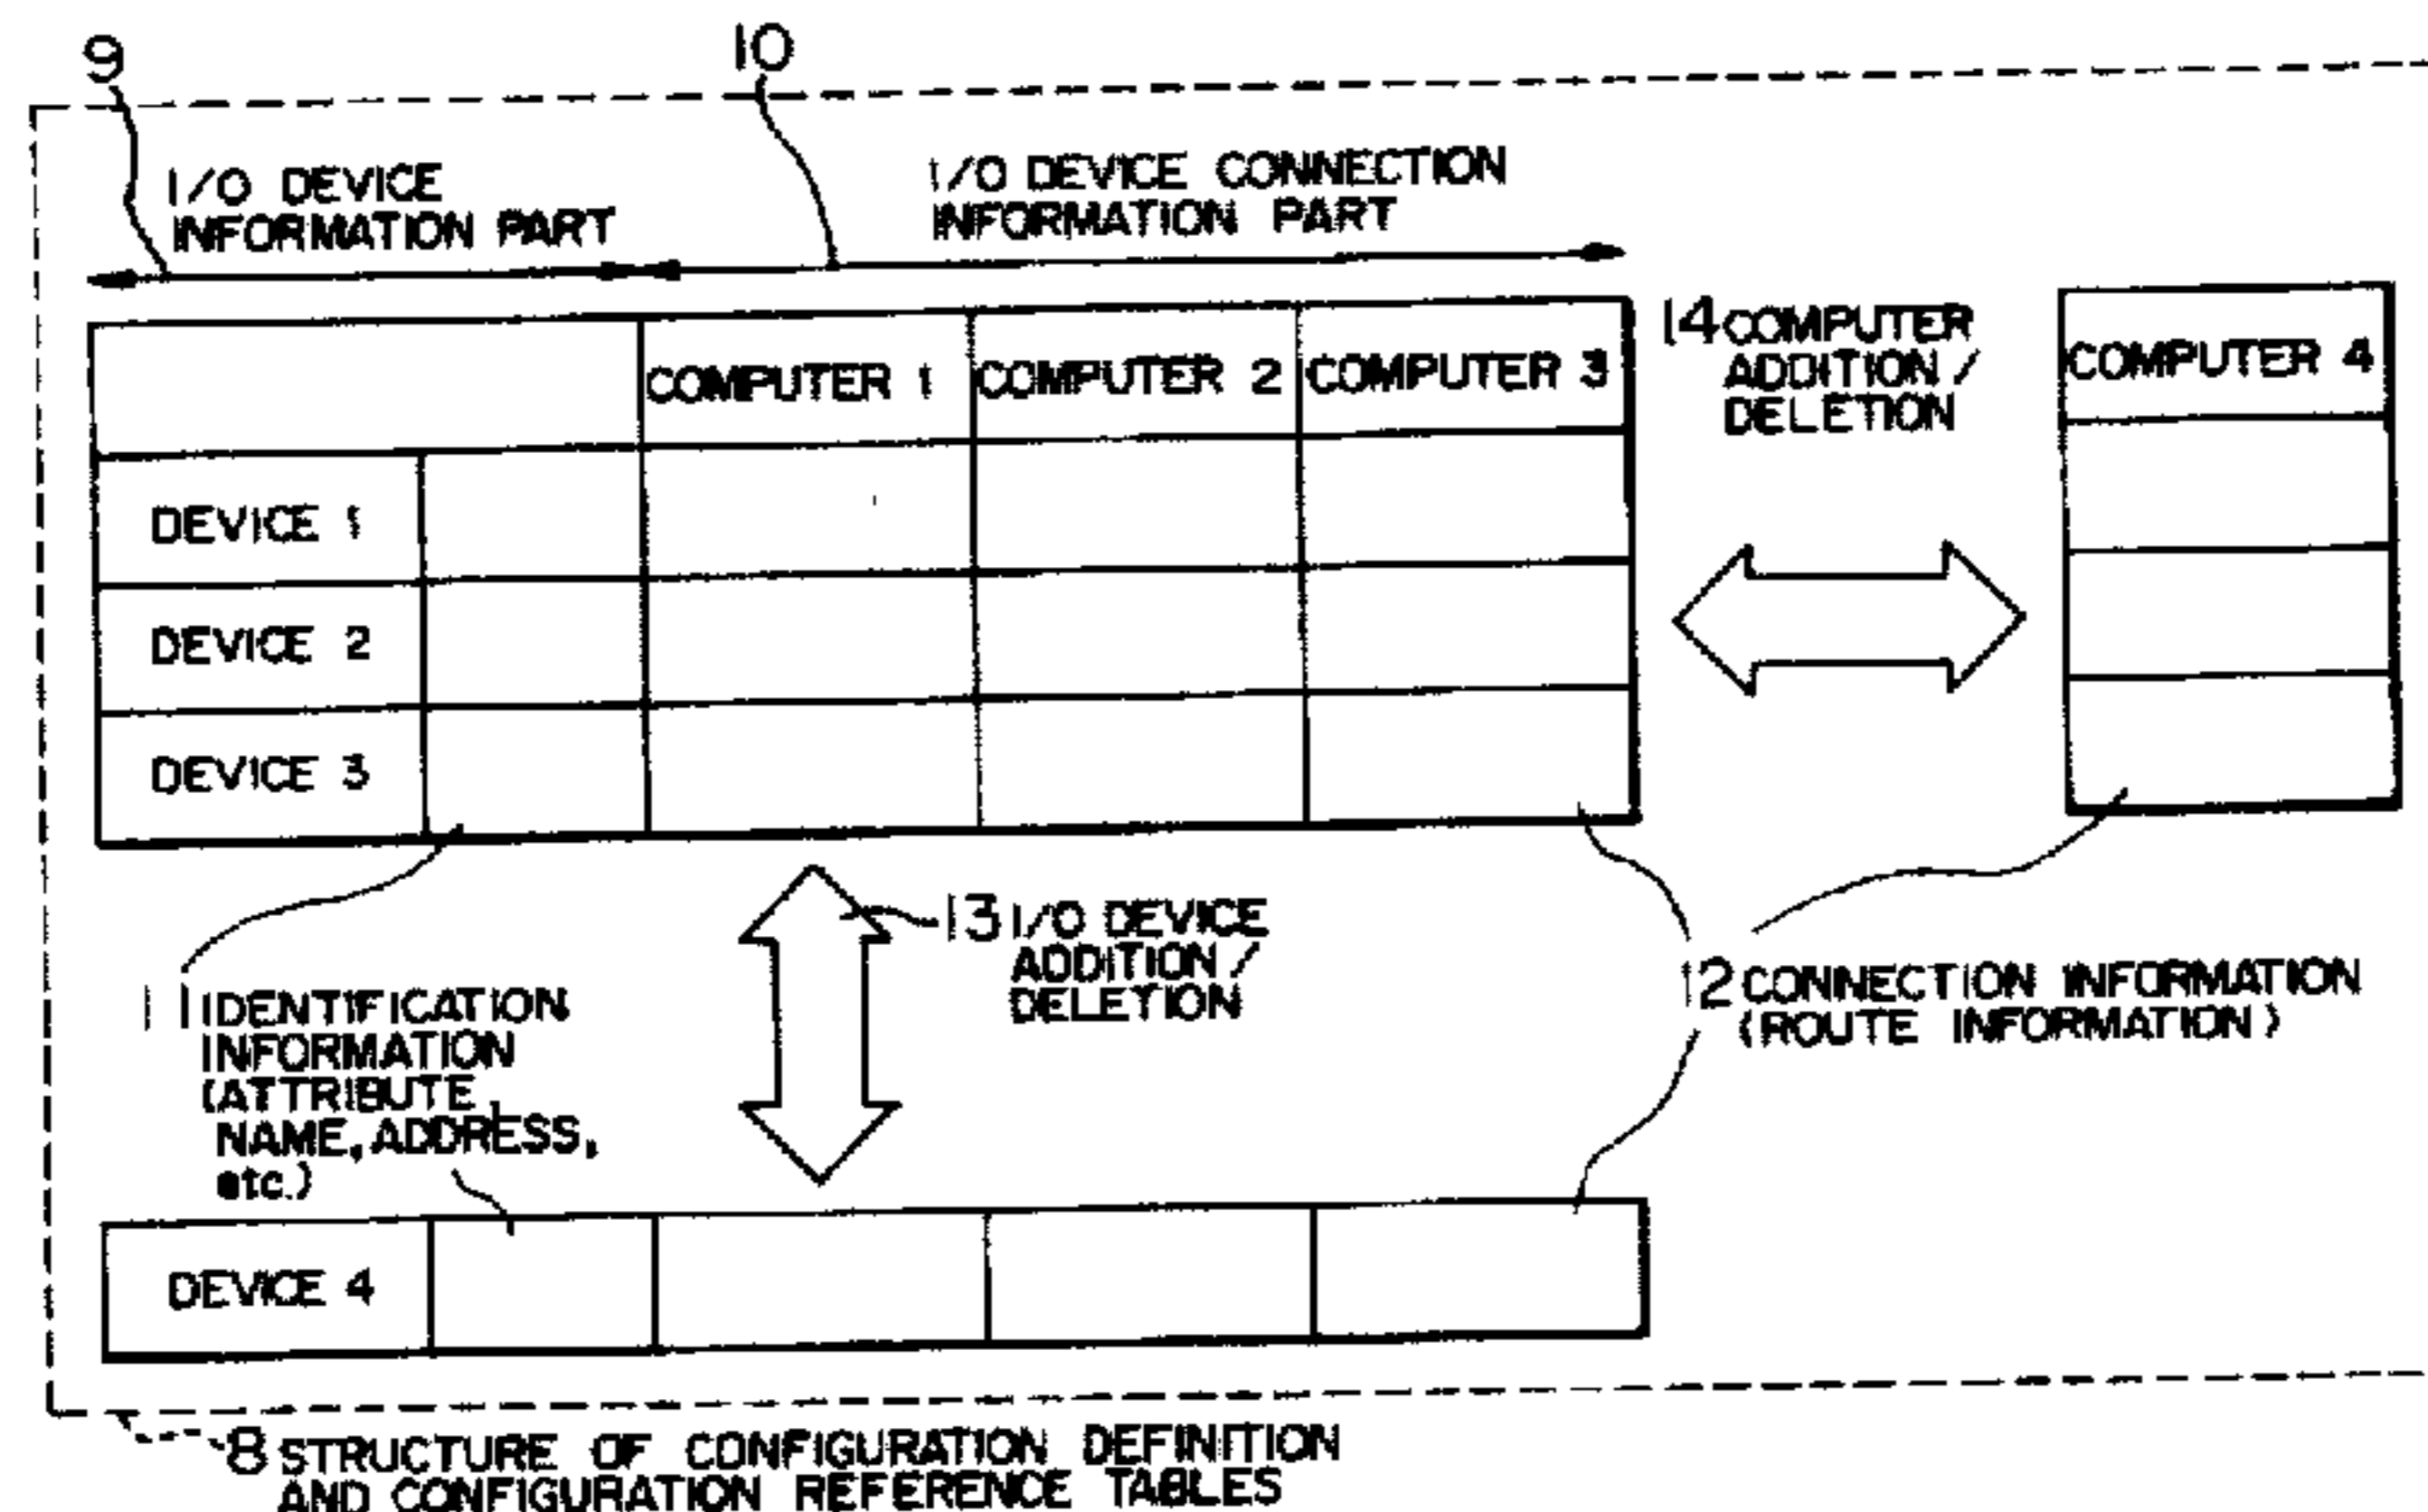 9
10
I/O DEVICE
INFORMATION PART
I/O DEVICE CONNECTION
INFORMATION PART
COMPUTER 1
COMPUTER 2
COMPUTER 3
14 COMPUTER
ADDITION /
DELETION
COMPUTER 4
DEVICE 1
DEVICE 2
DEVICE 3
13 I/O DEVICE
ADDITION /
DELETION
11 IDENTIFICATION
INFORMATION
(ATTRIBUTE,
NAME, ADDRESS,
etc.)
12 CONNECTION INFORMATION
(ROUTE INFORMATION)
DEVICE 4
8 STRUCTURE OF CONFIGURATION DEFINITION
AND CONFIGURATION REFERENCE TABLES